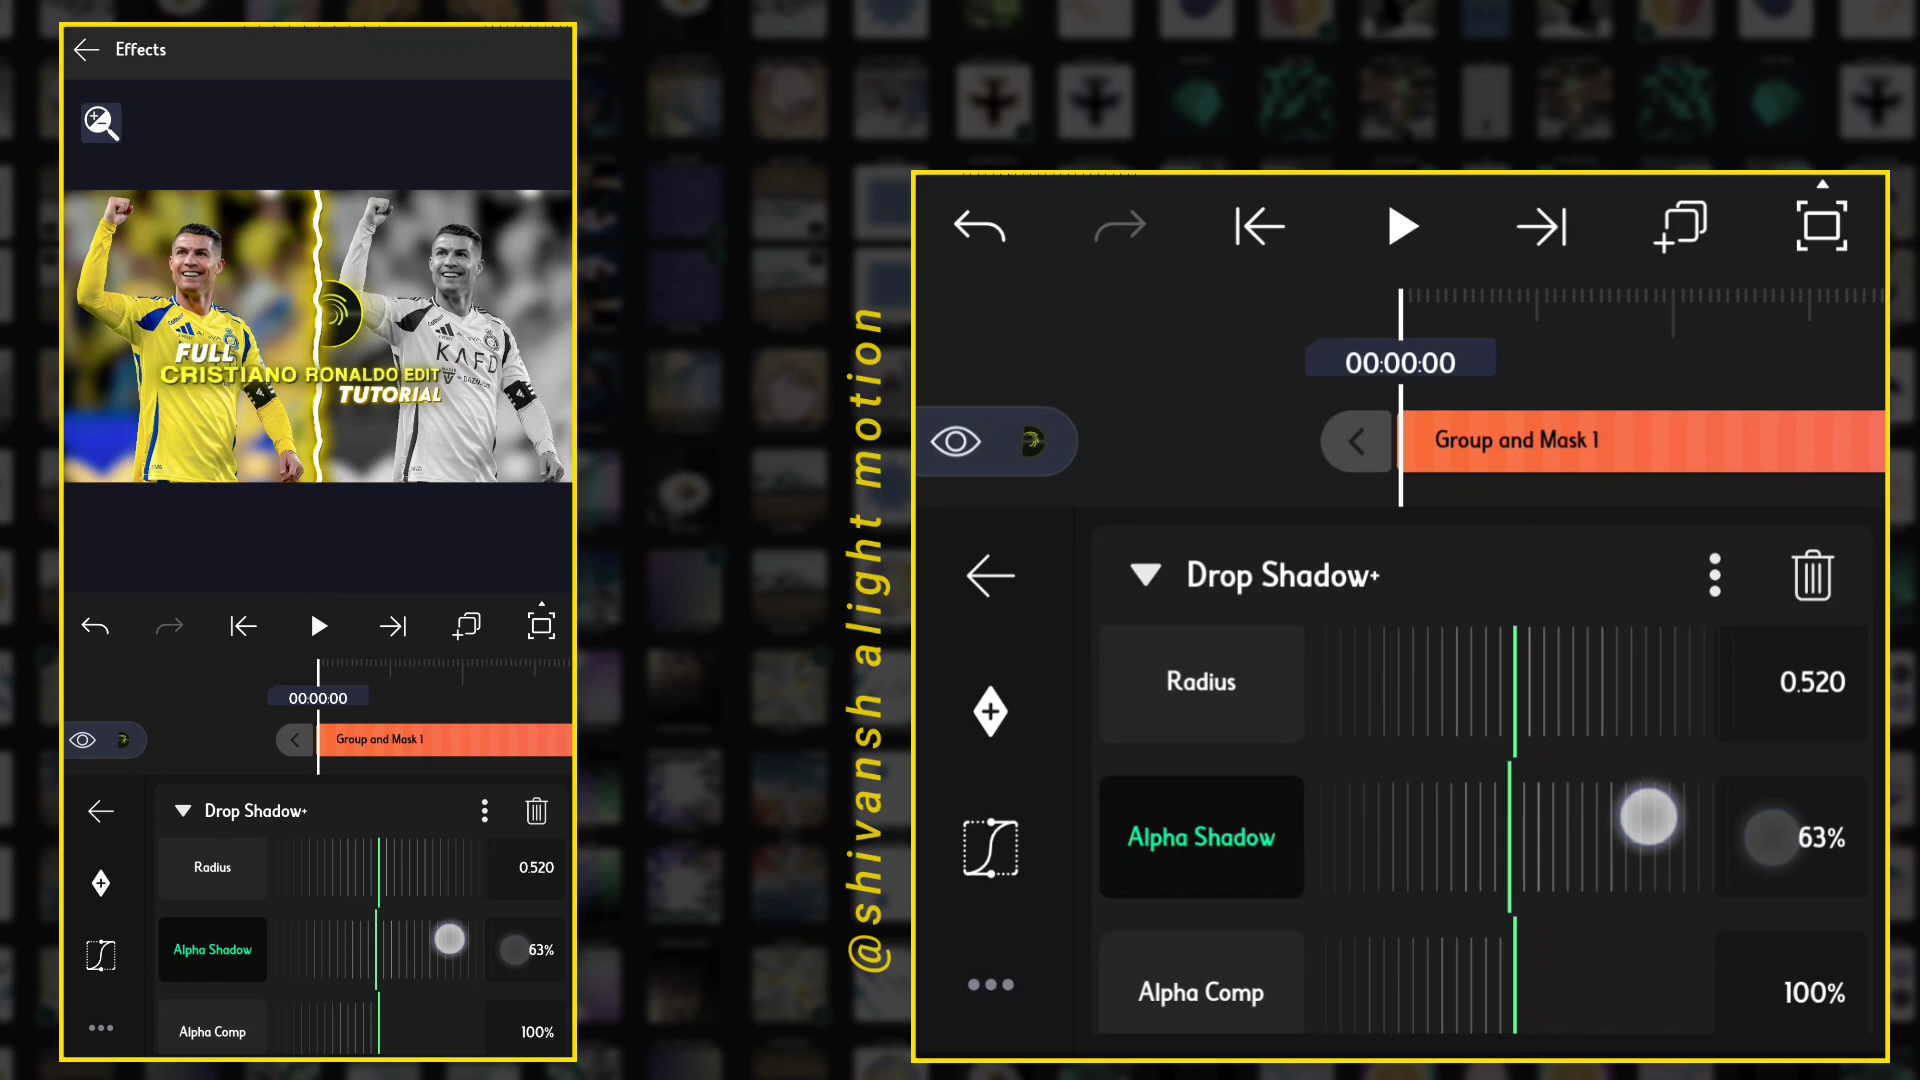 Effects
KAFD
FULL
CRISTIANO RONALDO EDIT
TUTORIAL
00:00:00
Group and Mask 1
Drop Shadow+
Radius
0.520
Alpha Shadow
63%
Alpha Comp
100%
@shivansh alight motion
00:00:00
Group and Mask 1
Drop Shadow+
Radius
0.520
Alpha Shadow
63%
Alpha Comp
100%